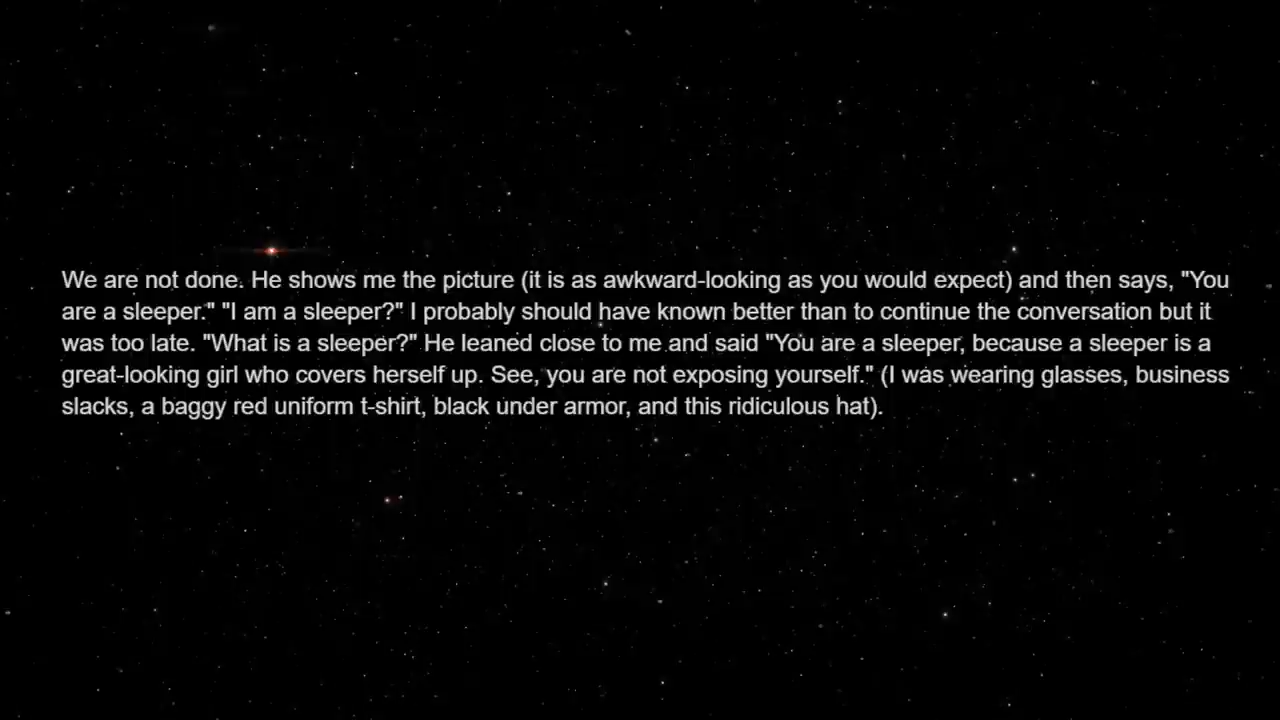 We are not done. He shows me the picture (it is as awkward-looking as you would expect) and then says, "You
are a sleeper." "I am a sleeper?" I probably should have known better than to continue the conversation but it
was too late. "What is a sleeper?" He leaned close to me and said "You are a sleeper, because a sleeper is a
great-looking girl who covers herself up. See, you are not exposing yourself." (I was wearing glasses, business
slacks, a baggy red uniform t-shirt, black under armor, and this ridiculous hat).